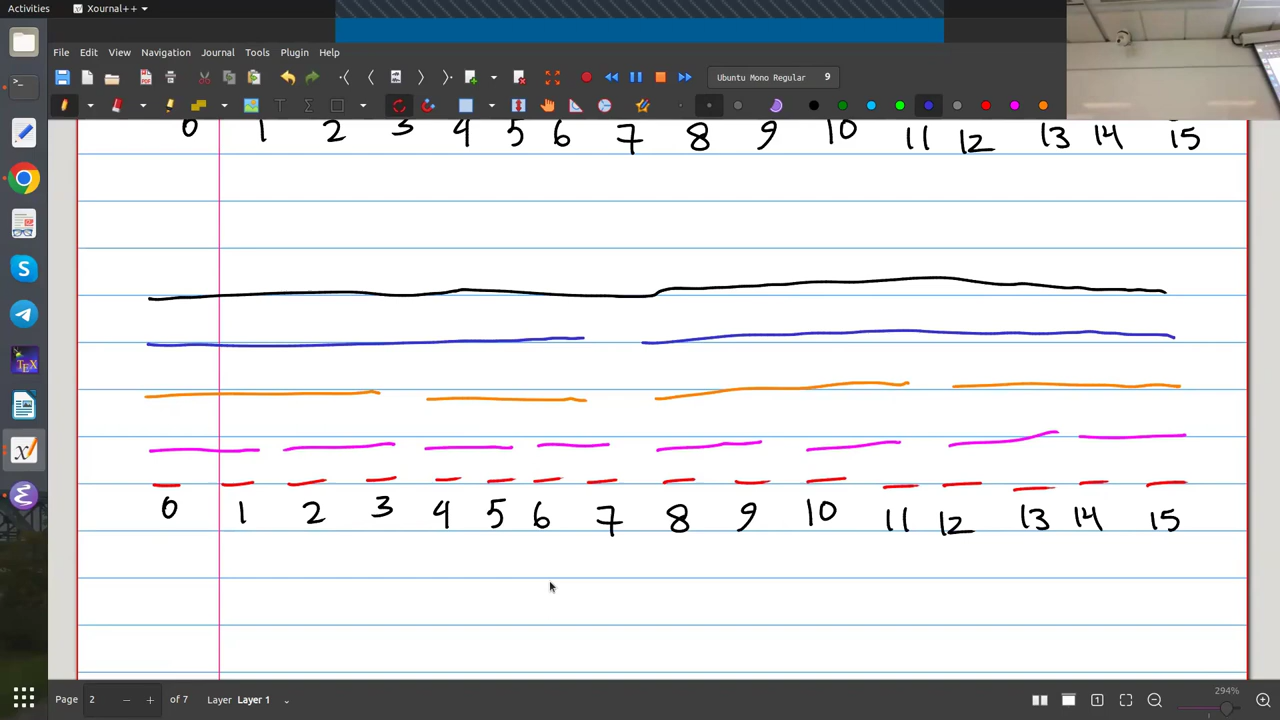 Activities Xournal++
File Edit View Navigation Journal Tools Plugin Help
Ubuntu Mono Regular 9
0 1 2 3 4 5 6 7 8 9 10 11 12 13 14 15
0 1 2 3 4 5 6 7 8 9 10 11 12 13 14 15
Page 2 of 7 Layer Layer 1 294%